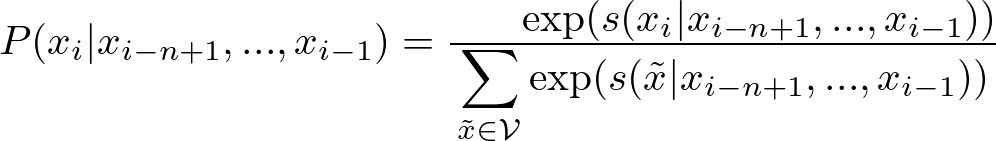 P(x_i|x_{i-n+1}, ..., x_{i-1}) = \frac{\exp(s(x_i|x_{i-n+1}, ..., x_{i-1}))}{\sum_{\tilde{x} \in \mathcal{V}} \exp(s(\tilde{x}|x_{i-n+1}, ..., x_{i-1}))}